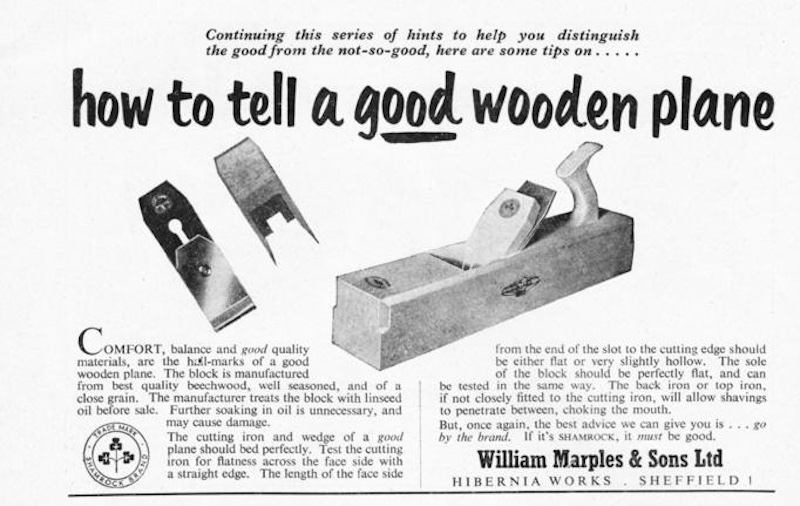 Continuing this series of hints to help you distinguish
the good from the not-so-good, here are some tips on . . . . .
how to tell a good wooden plane
COMFORT, balance and good quality
materials, are the hall-marks of a good
wooden plane. The block is manufactured
from best quality beechwood, well seasoned, and of a
close grain. The manufacturer treats the block with linseed
oil before sale. Further soaking in oil is unnecessary, and
may cause damage.
The cutting iron and wedge of a good
plane should bed perfectly. Test the cutting
iron for flatness across the face side with
a straight edge. The length of the face side
TRADE MARK
SHAMROCK BRAND
from the end of the slot to the cutting edge should
be either flat or very slightly hollow. The sole
of the block should be perfectly flat, and can
be tested in the same way. The back iron or top iron,
if not closely fitted to the cutting iron, will allow shavings
to penetrate between, choking the mouth.
But, once again, the best advice we can give you is . . . go
by the brand. If it's SHAMROCK, it must be good.
William Marples & Sons Ltd
HIBERNIA WORKS . SHEFFIELD 1